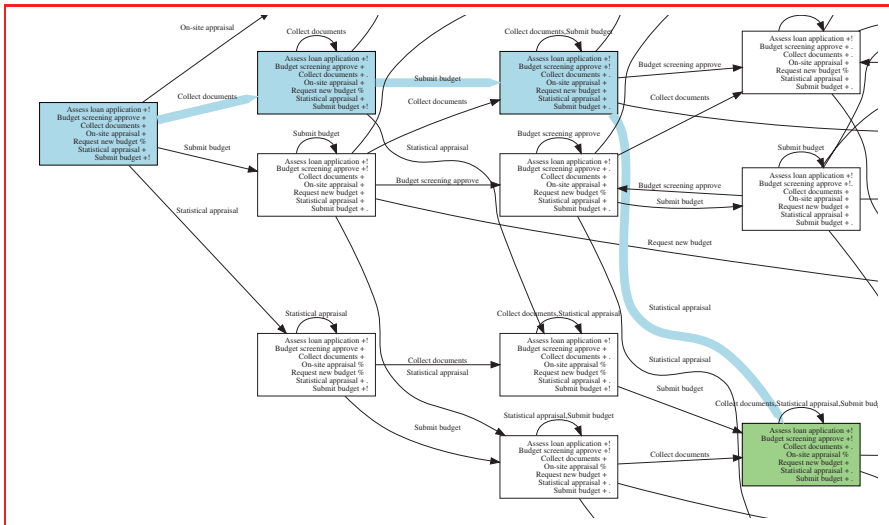 On-site appraisal
Collect documents
Collect documents,Submit budget
Assess loan application +!
Budget screening approve + .
Collect documents + .
On-site appraisal +
Request new budget %
Statistical appraisal +
Submit budget + .
Assess loan application +!
Budget screening approve +
Collect documents + .
On-site appraisal +
Request new budget %
Statistical appraisal +
Submit budget +!
Submit budget
Assess loan application +!
Budget screening approve +!
Collect documents + .
On-site appraisal +
Request new budget %
Statistical appraisal +
Submit budget + .
Budget screening approve
Collect documents
Collect documents
Collect documents
Assess loan application +!
Budget screening approve +
Collect documents +
On-site appraisal +
Request new budget %
Statistical appraisal +
Submit budget +!
Submit budget
Submit budget
Statistical appraisal
Budget screening approve
Submit budget
Assess loan application +!
Budget screening approve +!
Collect documents +
On-site appraisal +
Request new budget +
Statistical appraisal +
Submit budget + .
Budget screening approve
Assess loan application +!
Budget screening approve + .
Collect documents +
On-site appraisal +
Request new budget %
Statistical appraisal +
Submit budget + .
Budget screening approve
Submit budget
Assess loan application +!
Budget screening approve +!.
Collect documents +
On-site appraisal +
Request new budget +
Statistical appraisal +
Submit budget + .
Statistical appraisal
Request new budget
Statistical appraisal
Collect documents,Statistical appraisal
Statistical appraisal
Assess loan application +!
Budget screening approve +
Collect documents +
On-site appraisal %
Request new budget %
Statistical appraisal + .
Submit budget +!
Collect documents
Statistical appraisal
Assess loan application +!
Budget screening approve +
Collect documents + .
On-site appraisal %
Request new budget %
Statistical appraisal + .
Submit budget +!
Statistical appraisal
Submit budget
Submit budget
Statistical appraisal,Submit budget
Assess loan application +!
Budget screening approve +!
Collect documents +
On-site appraisal %
Request new budget +
Statistical appraisal + .
Submit budget + .
Collect documents
Collect documents,Statistical appraisal,Submit bud
Assess loan application +!
Budget screening approve +!
Collect documents + .
On-site appraisal %
Request new budget +
Statistical appraisal + .
Submit budget + .